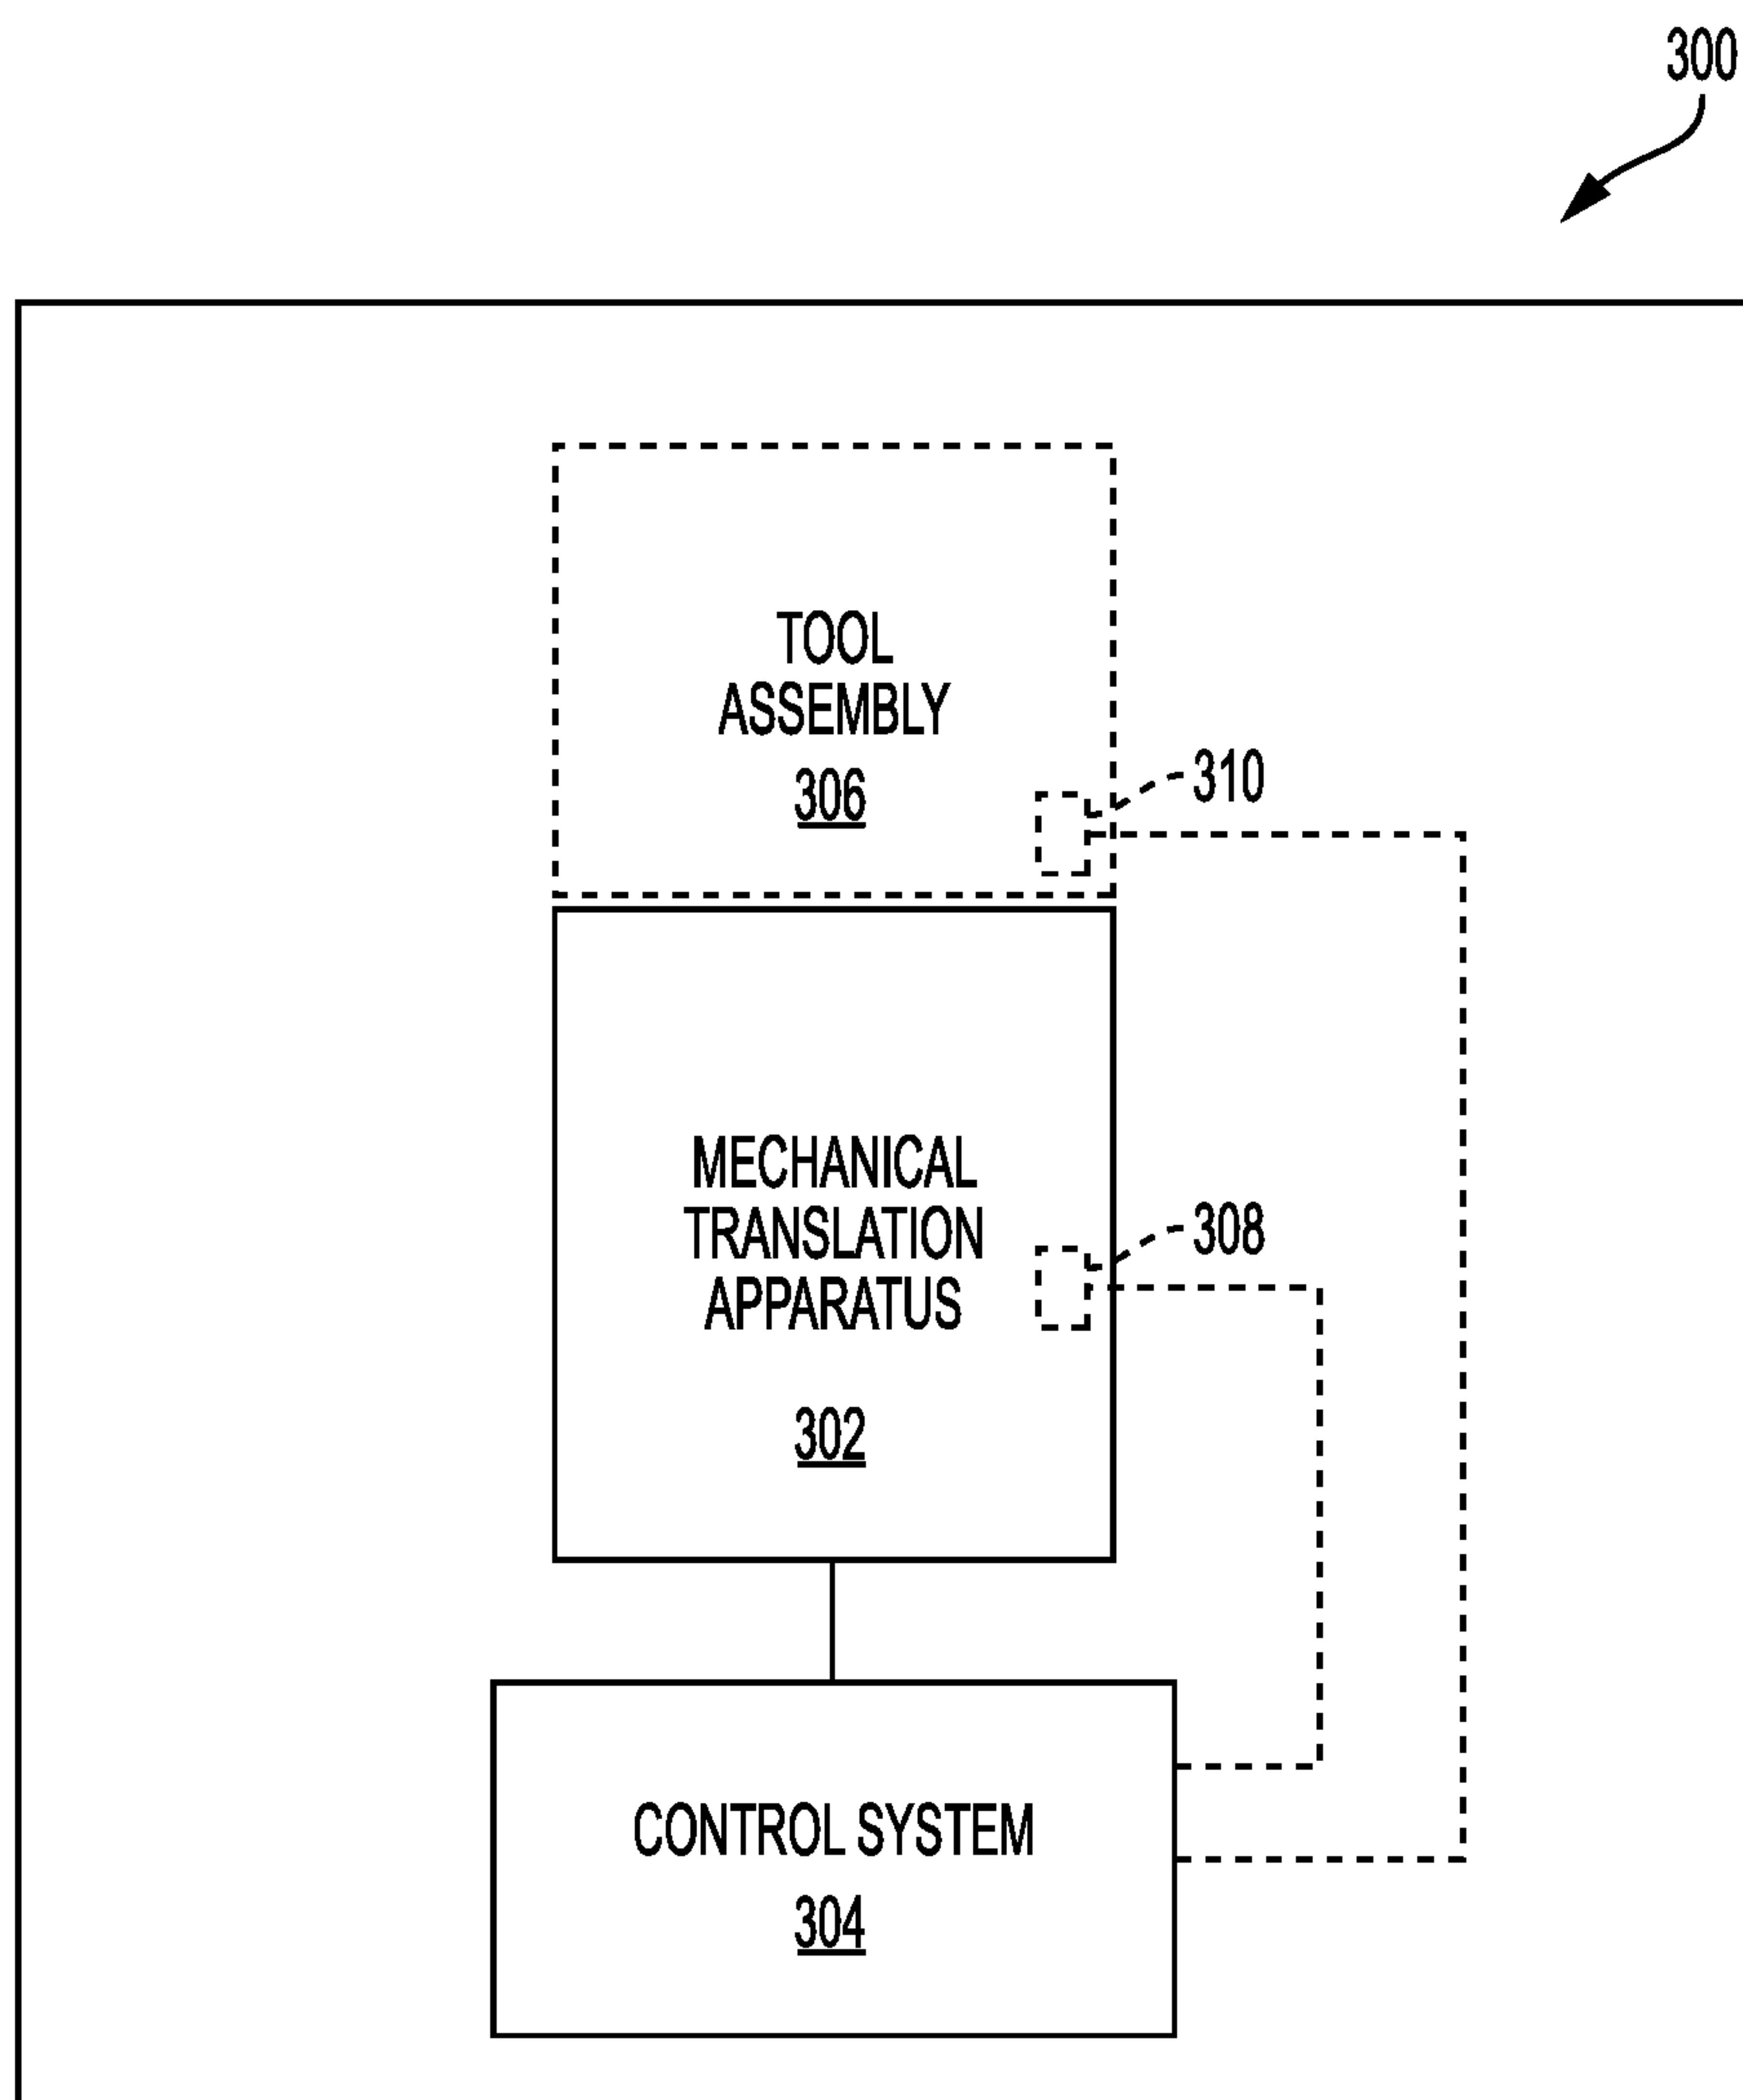 300
TOOL
ASSEMBLY
306
310
MECHANICAL
TRANSLATION
APPARATUS
308
302
CONTROL SYSTEM
304